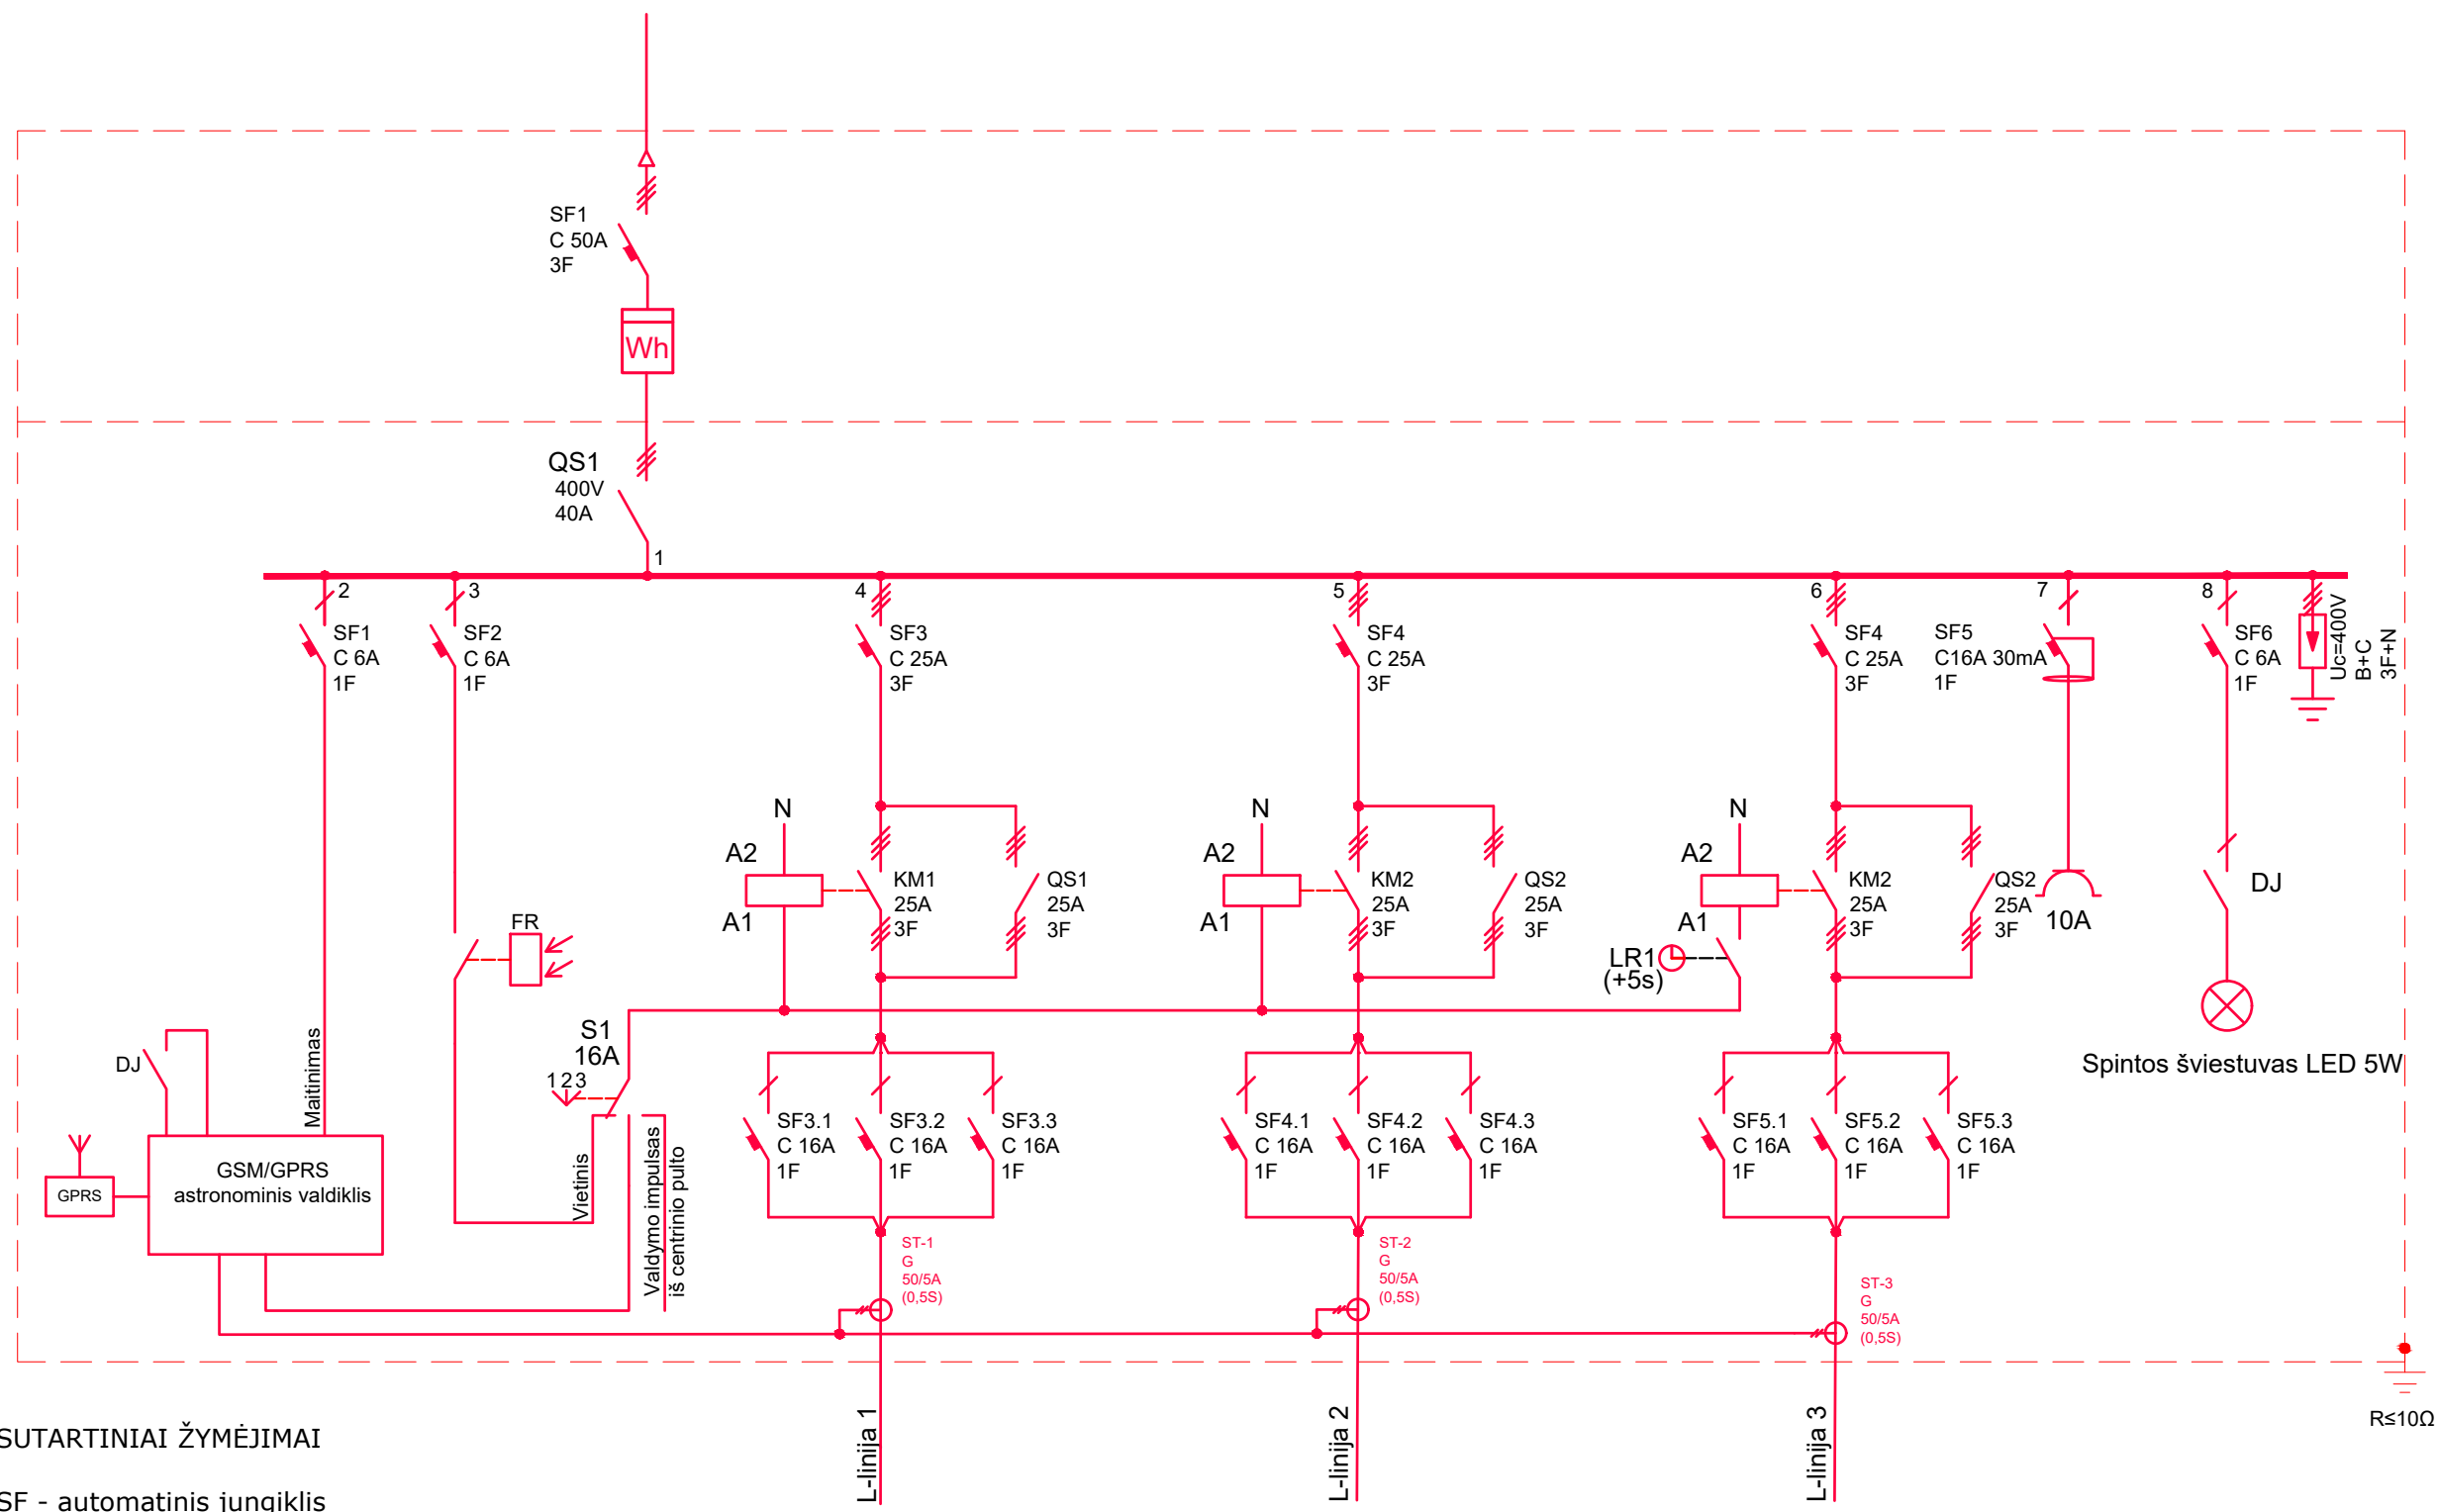 SF1
C 50A
3F
Wh
QS1
400V
40A
1
2
3
4
5
6
7
8
SF1
C 6A
1F
SF2
C 6A
1F
SF3
C 25A
3F
SF4
C 25A
3F
SF4
C 25A
3F
SF5
C16A 30mA
1F
SF6
C 6A
1F
Uc=400V
B+C
3F+N
N
A2
A1
KM1
25A
3F
QS1
25A
3F
N
A2
A1
KM2
25A
3F
QS2
25A
3F
N
A2
A1
LR1
(+5s)
KM2
25A
3F
QS2
25A
3F
10A
DJ
Spintos šviestuvas LED 5W
FR
S1
16A
123
DJ
Maitinimas
GPRS
GSM/GPRS
astronominis valdiklis
Vietinis
Valdymo impulsas
iš centrinio pulto
SF3.1
C 16A
1F
SF3.2
C 16A
1F
SF3.3
C 16A
1F
SF4.1
C 16A
1F
SF4.2
C 16A
1F
SF4.3
C 16A
1F
SF5.1
C 16A
1F
SF5.2
C 16A
1F
SF5.3
C 16A
1F
ST-1
G
50/5A
(0,5S)
ST-2
G
50/5A
(0,5S)
ST-3
G
50/5A
(0,5S)
L-linija 1
L-linija 2
L-linija 3
R≤10Ω
SUTARTINIAI ŽYMĖJIMAI
SF - automatinis jungiklis